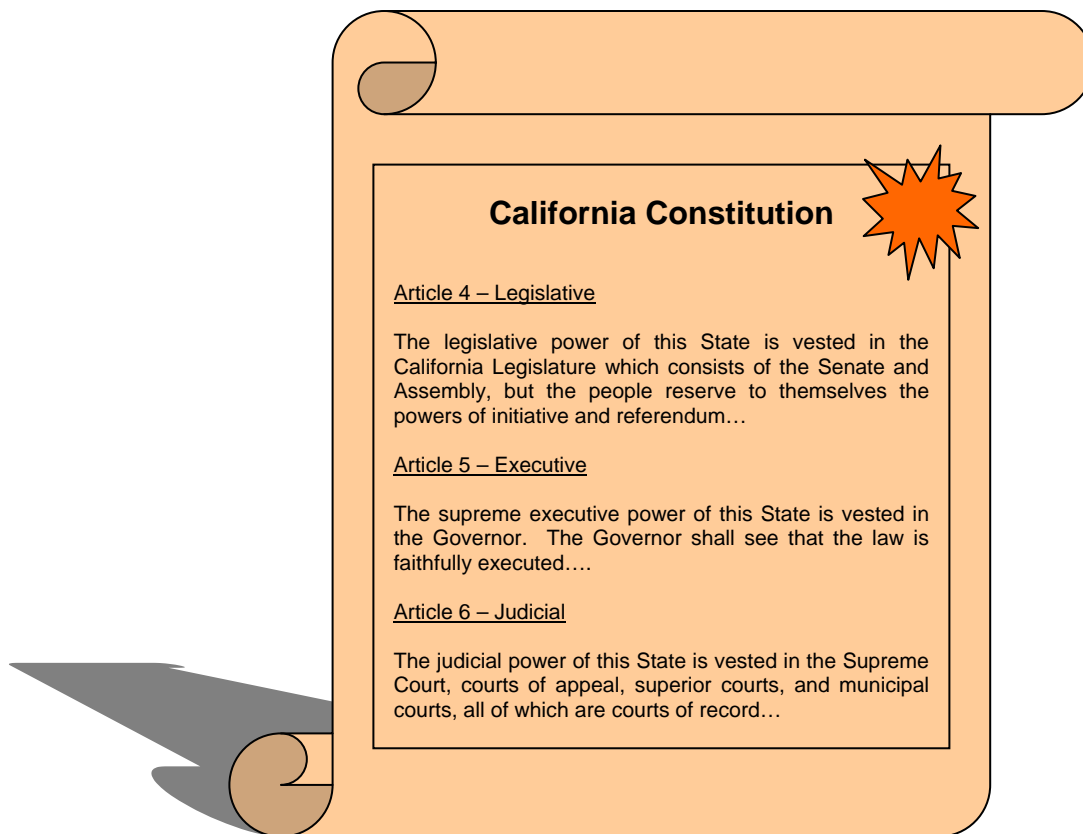 California Constitution
Article 4 – Legislative
The legislative power of this State is vested in the
California Legislature which consists of the Senate and
Assembly, but the people reserve to themselves the
powers of initiative and referendum…
Article 5 – Executive
The supreme executive power of this State is vested in
the Governor.  The Governor shall see that the law is
faithfully executed….
Article 6 – Judicial
The judicial power of this State is vested in the Supreme
Court, courts of appeal, superior courts, and municipal
courts, all of which are courts of record…